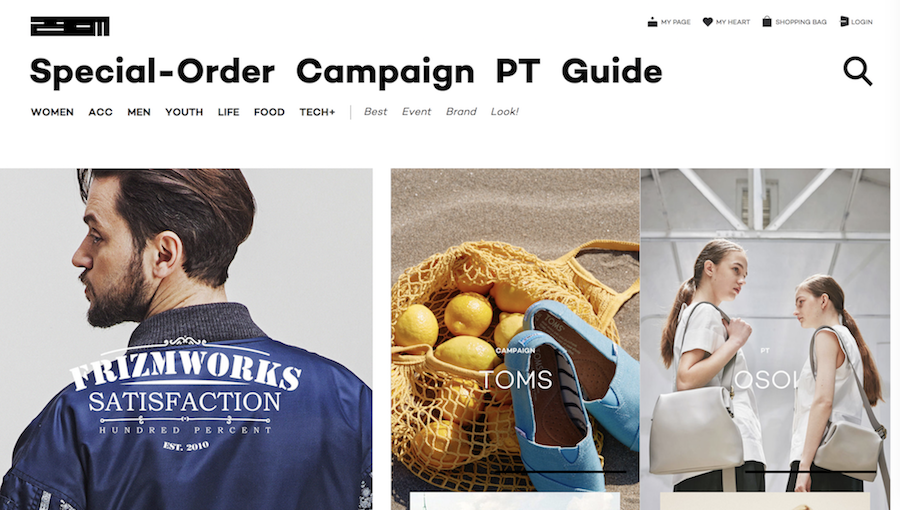 MY PAGE MY HEART SHOPPING BAG LOGIN
Special-Order Campaign PT Guide
WOMEN ACC MEN YOUTH LIFE FOOD TECH+ Best Event Brand Look!
FRIZMWORKS
SATISFACTION
HUNDRED PERCENT
EST. 2010
TOMS
CAMPAIGN
TOMS
PT
OSOI